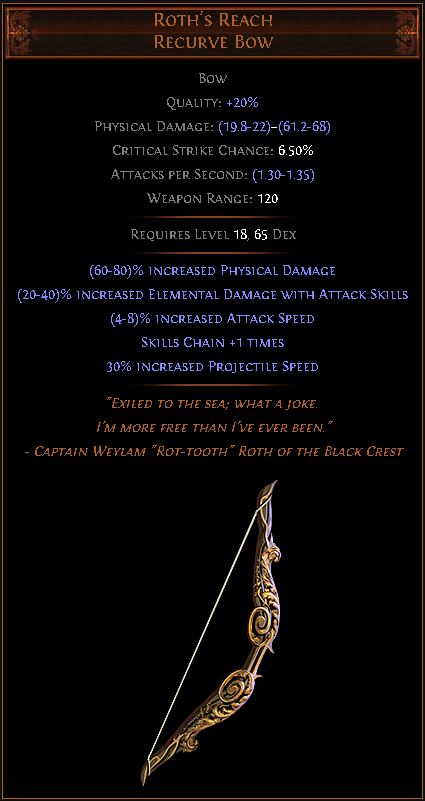 Roth's Reach
Recurve Bow
Bow
Quality: +20%
Physical Damage: (19.8-22)–(61.2-68)
Critical Strike Chance: 6.50%
Attacks per Second: (1.30-1.35)
Weapon Range: 120
Requires Level 18, 65 Dex
(60-80)% increased Physical Damage
(20-40)% increased Elemental Damage with Attack Skills
(4-8)% increased Attack Speed
Skills Chain +1 times
30% increased Projectile Speed
"Exiled to the sea; what a joke.
I'm more free than I've ever been."
- Captain Weylam "Rot-tooth" Roth of the Black Crest